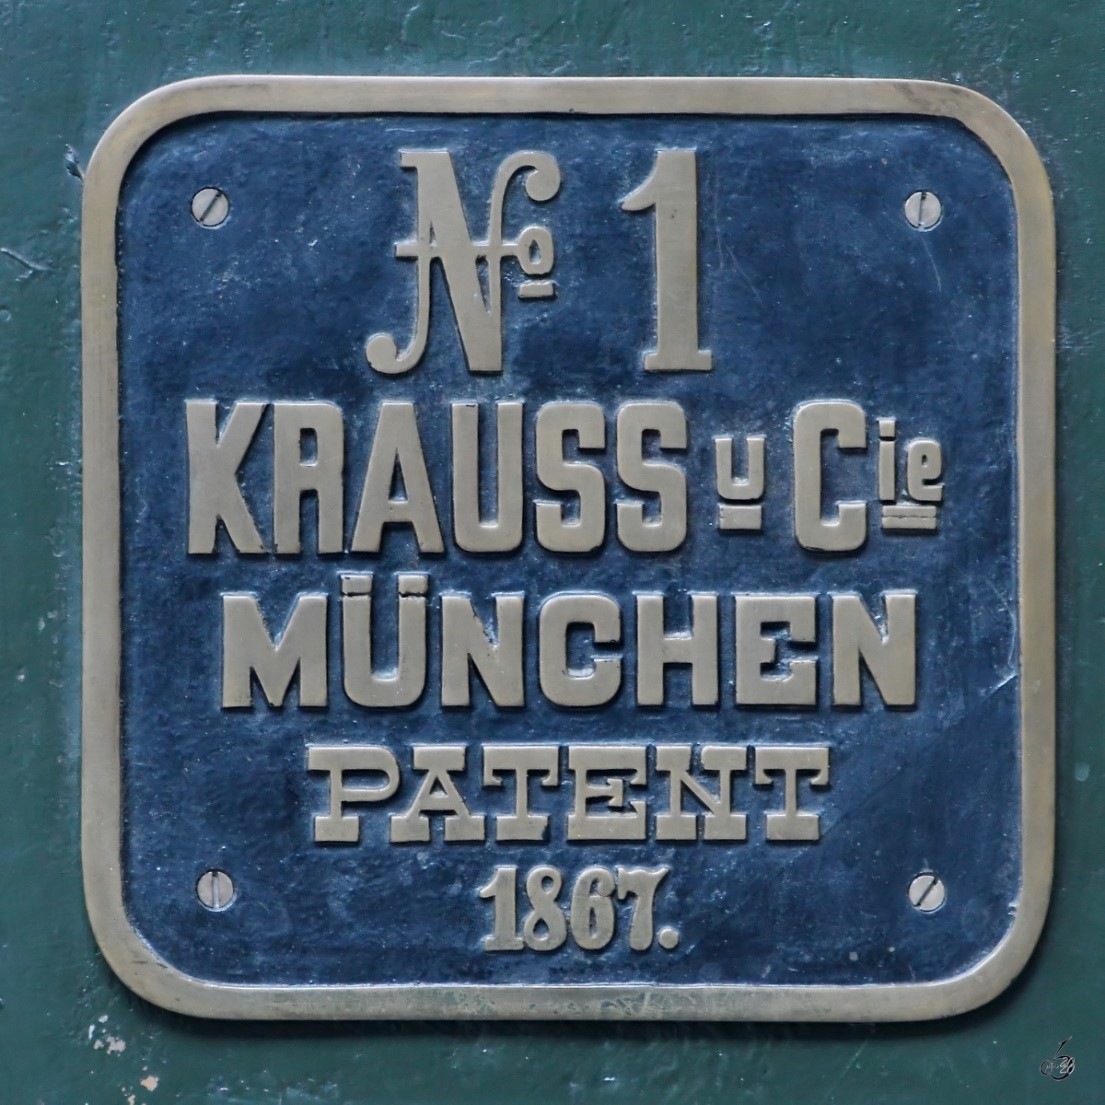 № 1
KRAUSS u Cie
MÜNCHEN
PATENT
1867.